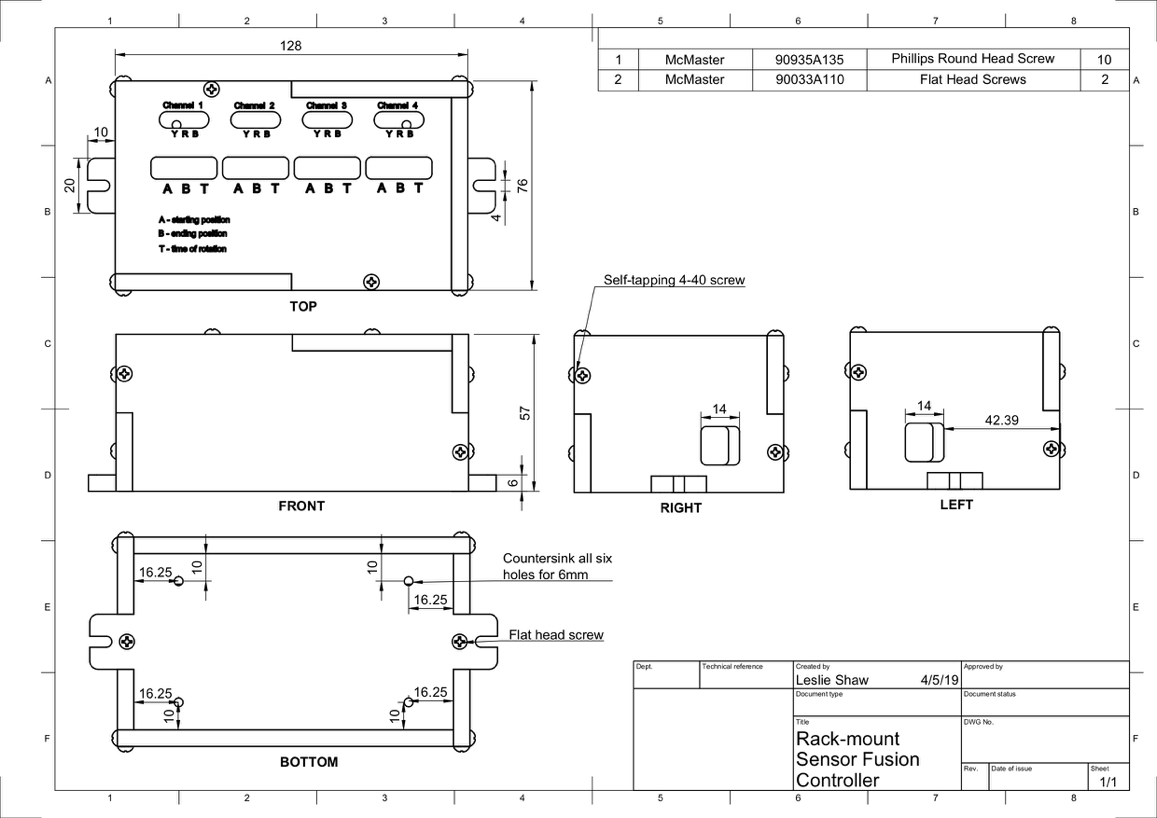 1 2 3 4 5 6 7 8
1 McMaster 90935A135 Phillips Round Head Screw 10
2 McMaster 90033A110 Flat Head Screws 2
A A
B B
C C
D D
E E
F F
128
Channel 1 Channel 2 Channel 3 Channel 4
Y R B Y R B Y R B Y R B
10
20
76
4
A B T A B T A B T A B T
A - starting position
B - ending position
T - time of rotation
TOP
Self-tapping 4-40 screw
57
6
FRONT
14
RIGHT
14
42.39
LEFT
16.25
10
10
16.25
Countersink all six
holes for 6mm
Flat head screw
16.25
10
16.25
10
BOTTOM
Dept.
Technical reference
Created by
Leslie Shaw 4/5/19
Approved by
Document type
Document status
Title
Rack-mount
Sensor Fusion
Controller
DWG No.
Rev.
Date of issue
Sheet
1/1
1 2 3 4 5 6 7 8